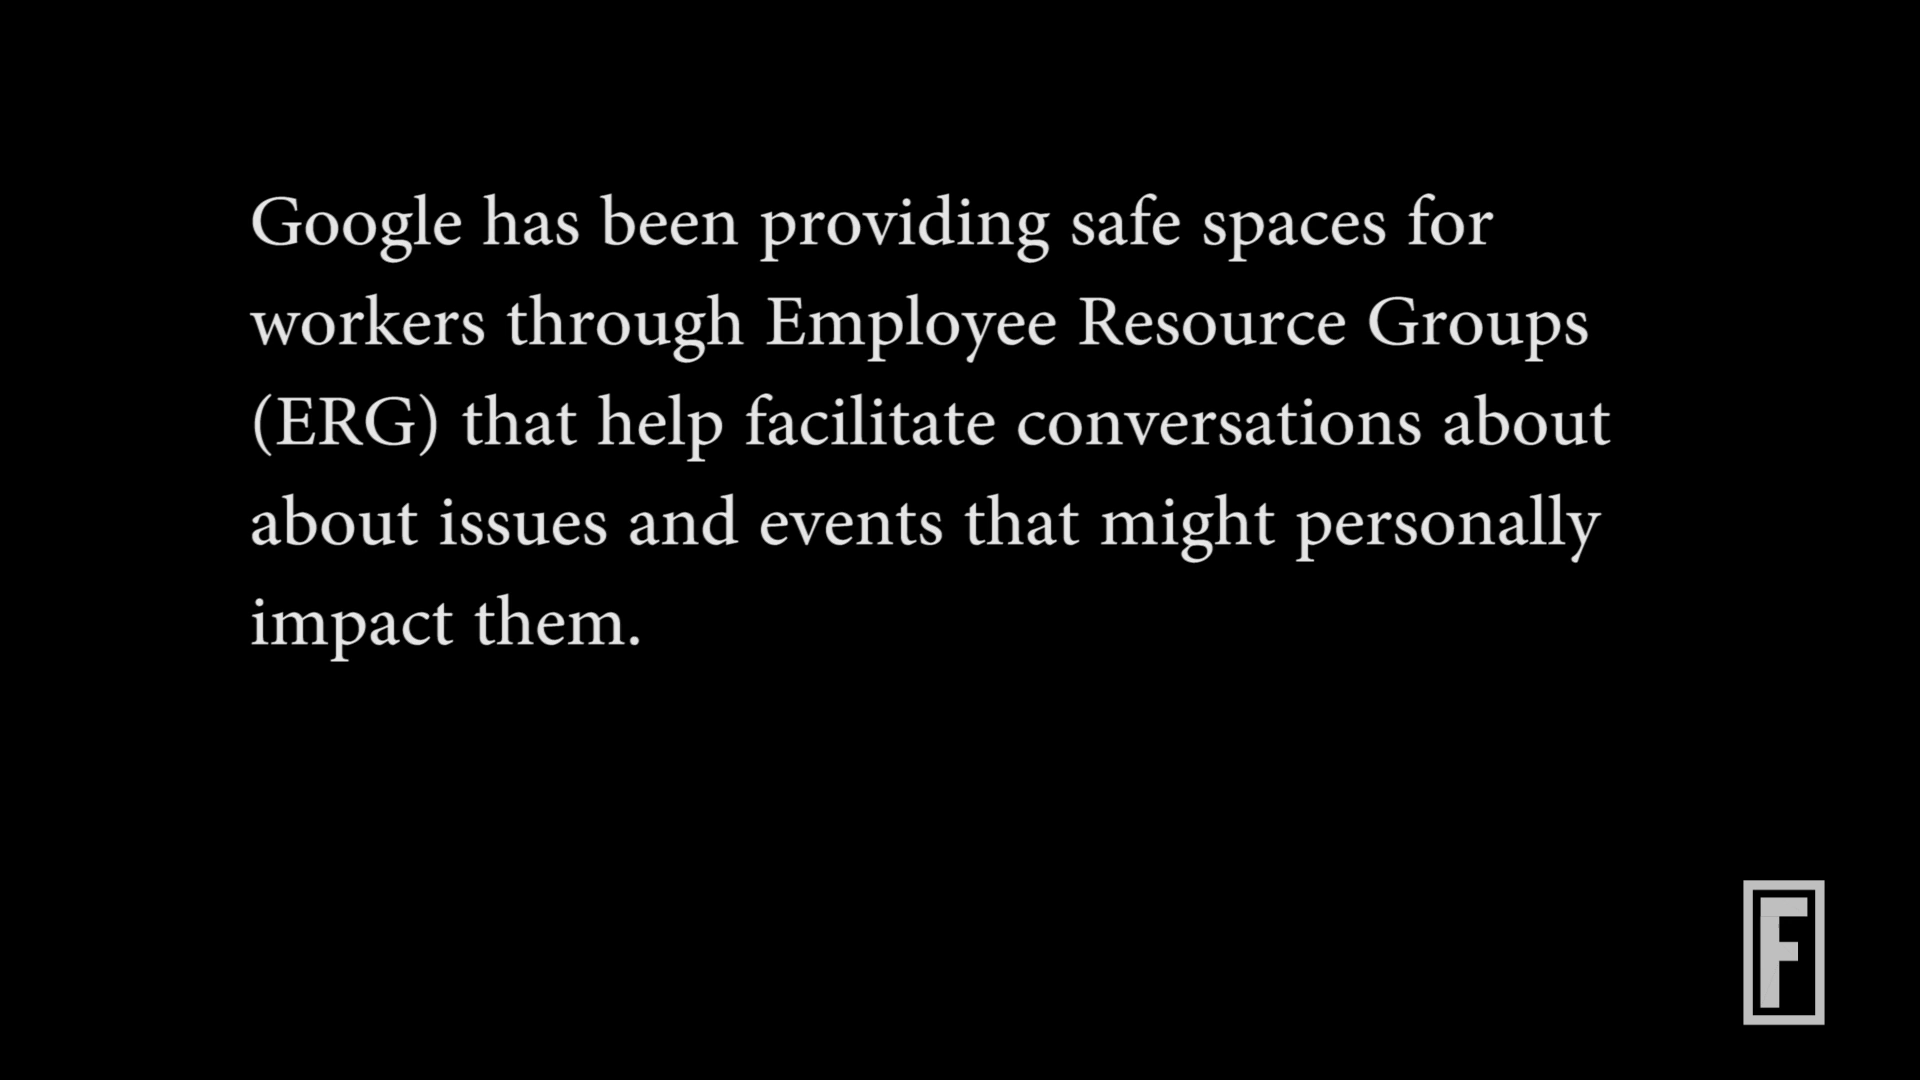 Google has been providing safe spaces for
workers through Employee Resource Groups
(ERG) that help facilitate conversations about
about issues and events that might personally
impact them.
F